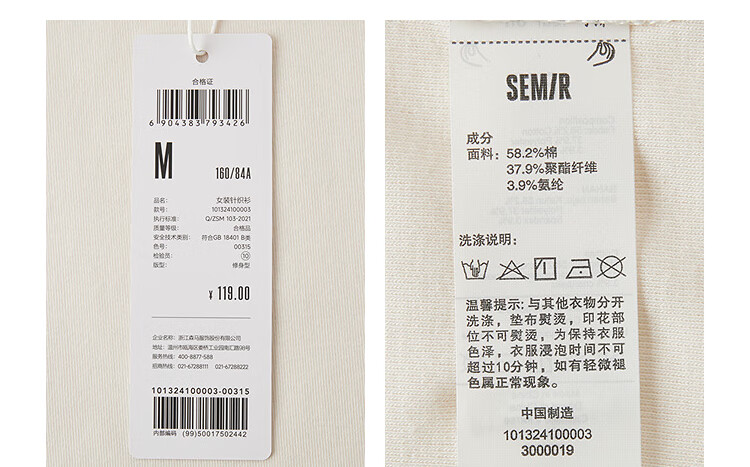 合格证
6 904383 793426
M
160/84A
品名: 女装针织衫
款号: 101324100003
执行标准: Q/ZSM 103-2021
质量等级: 合格品
安全技术类别: 符合GB 18401 B类
色号: 00315
检验员: 10
版型: 修身型
¥ 119.00
企业名称: 浙江森马服饰股份有限公司
服务热线: 400-8877-588
招商热线: 021-67288111 021-67288222
101324100003-00315
内部编码 (99)50017502442
SEM/R
成分
面料: 58.2%棉
37.9%聚酯纤维
3.9%氨纶
洗涤说明:
温馨提示: 与其他衣物分开
洗涤, 垫布熨烫, 印花部
位不可熨烫, 为保持衣服
色泽, 衣服浸泡时间不可
超过10分钟, 如有轻微褪
色属正常现象。
中国制造
101324100003
3000019